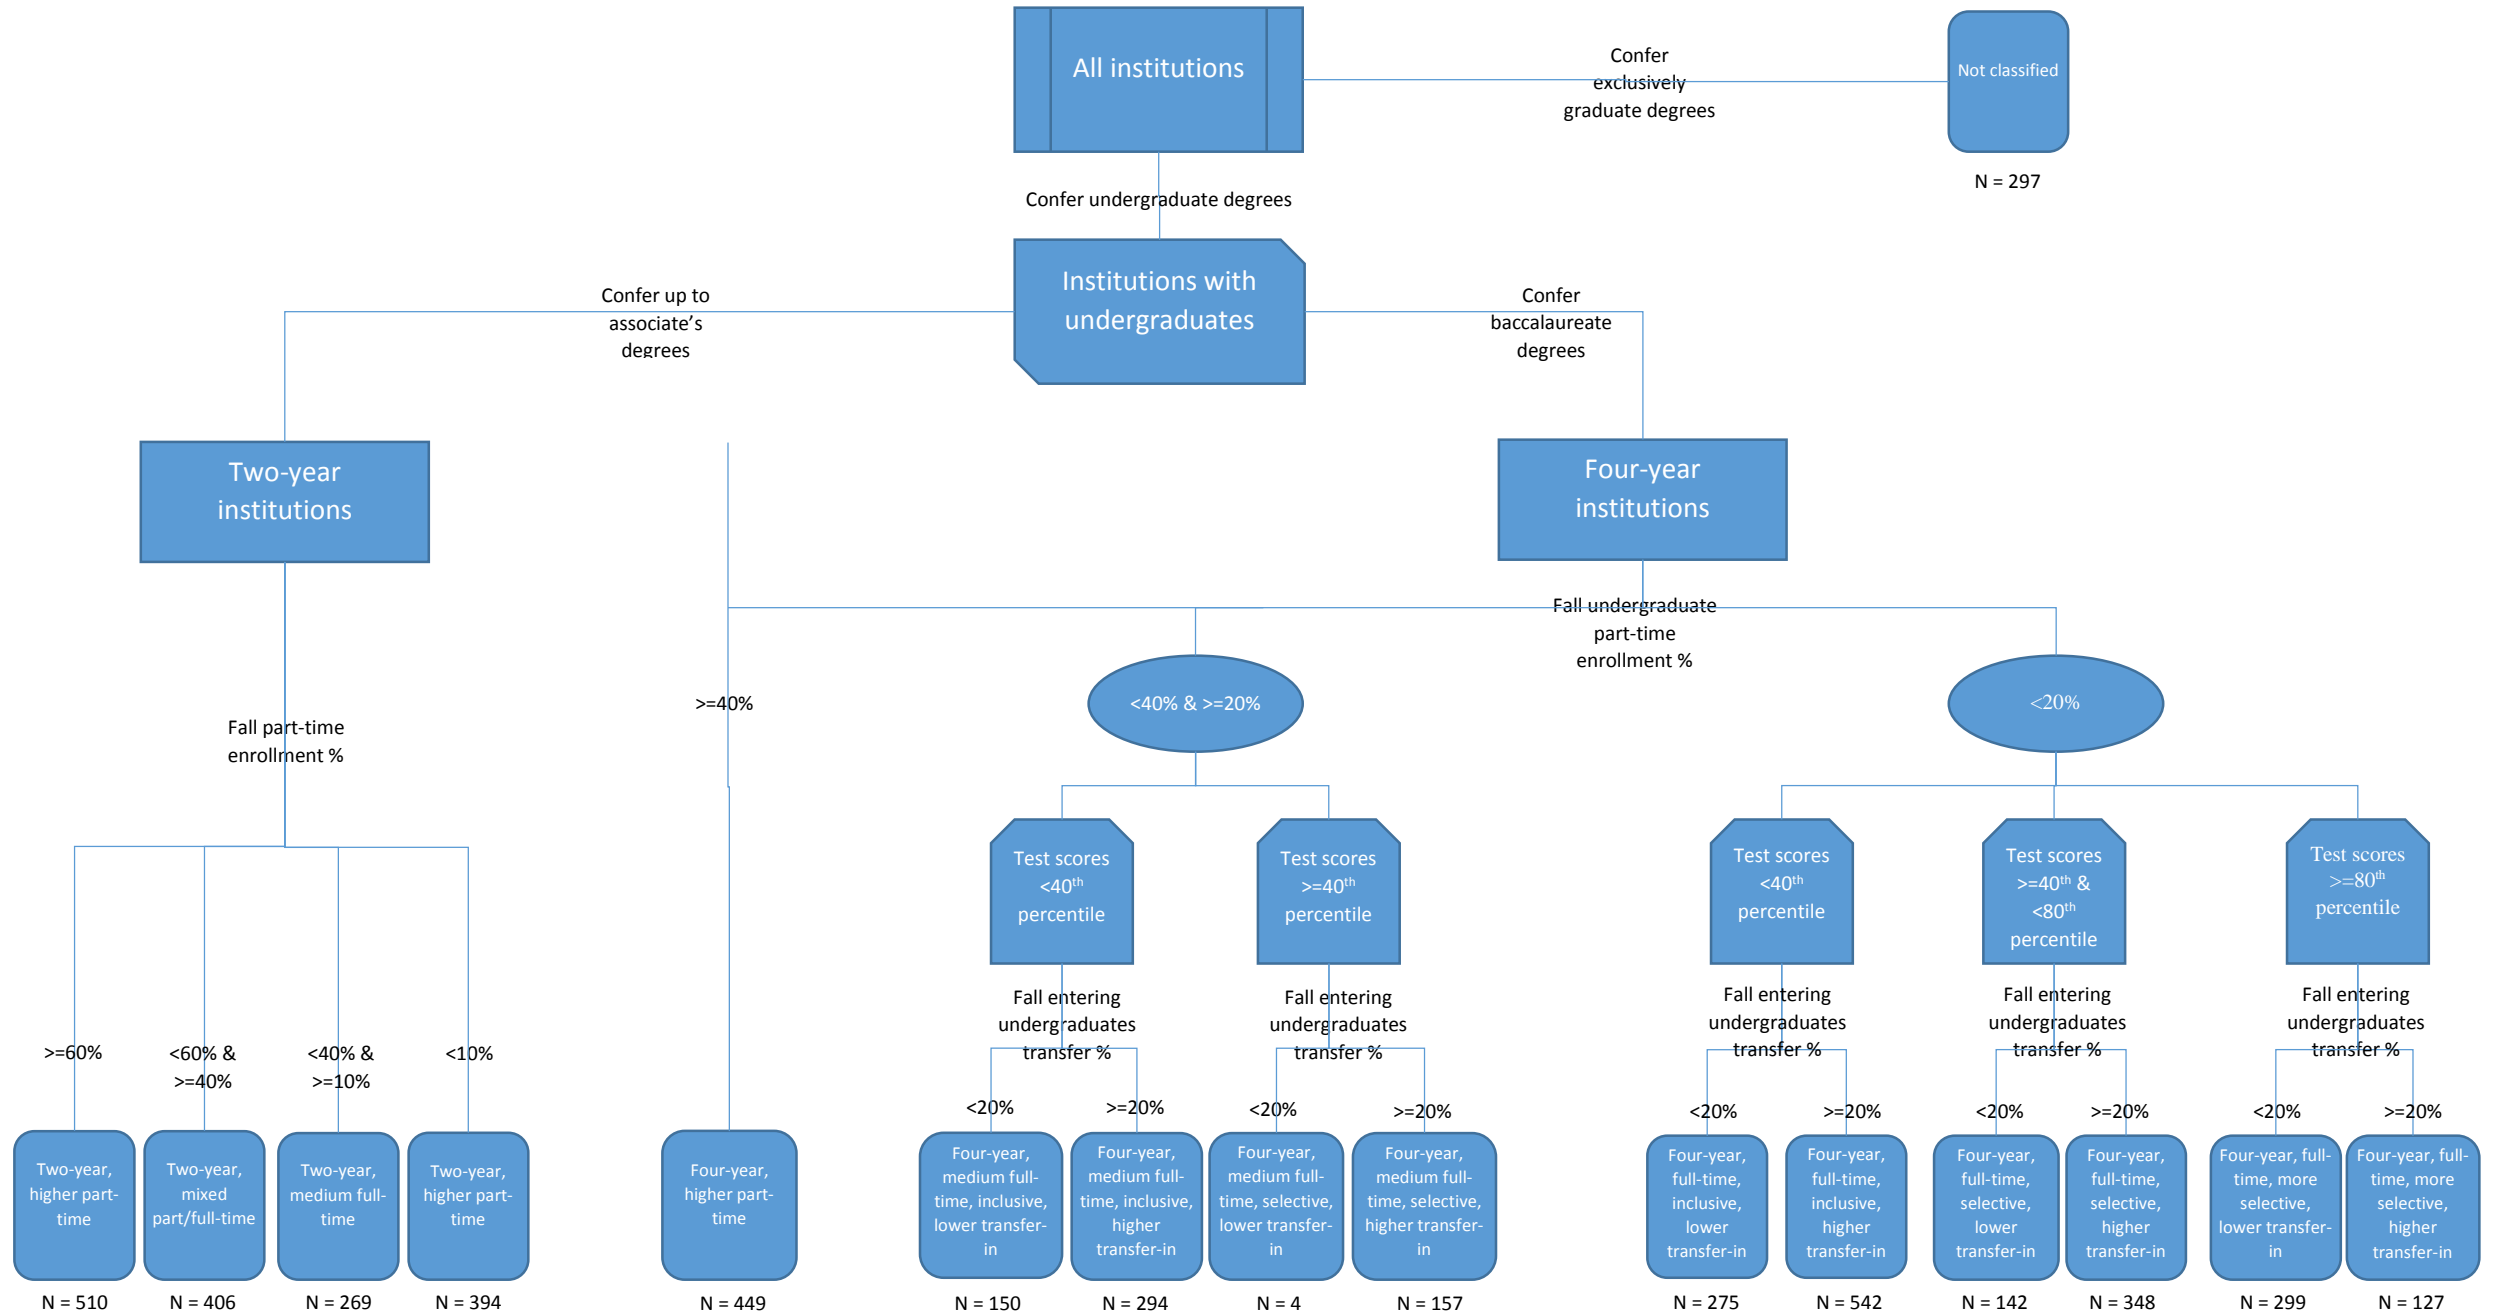 All institutions
Confer
exclusively
graduate degrees
Not classified
N = 297
Confer undergraduate degrees
Institutions with
undergraduates
Confer up to
associate’s
degrees
Confer
baccalaureate
degrees
Two-year
institutions
Four-year
institutions
Fall undergraduate
part-time
enrollment %
Fall part-time
enrollment %
>=40%
<40% & >=20%
<20%
Test scores
<40th
percentile
Test scores
>=40th
percentile
Test scores
<40th
percentile
Test scores
>=40th &
<80th
percentile
Test scores
>=80th
percentile
Fall entering
undergraduates
transfer %
Fall entering
undergraduates
transfer %
Fall entering
undergraduates
transfer %
Fall entering
undergraduates
transfer %
Fall entering
undergraduates
transfer %
>=60%
<60% &
>=40%
<40% &
>=10%
<10%
<20%
>=20%
<20%
>=20%
<20%
>=20%
<20%
>=20%
<20%
>=20%
Two-year,
higher part-
time
Two-year,
mixed
part/full-time
Two-year,
medium full-
time
Two-year,
higher part-
time
Four-year,
higher part-
time
Four-year,
medium full-
time, inclusive,
lower transfer-
in
Four-year,
medium full-
time, inclusive,
higher
transfer-in
Four-year,
medium full-
time, selective,
lower transfer-
in
Four-year,
medium full-
time, selective,
higher transfer-
in
Four-year,
full-time,
inclusive,
lower
transfer-in
Four-year,
full-time,
inclusive,
higher
transfer-in
Four-year,
full-time,
selective,
lower
transfer-in
Four-year,
full-time,
selective,
higher
transfer-in
Four-year, full-
time, more
selective,
lower transfer-
in
Four-year, full-
time, more
selective,
higher
transfer-in
N = 510
N = 406
N = 269
N = 394
N = 449
N = 150
N = 294
N = 4
N = 157
N = 275
N = 542
N = 142
N = 348
N = 299
N = 127